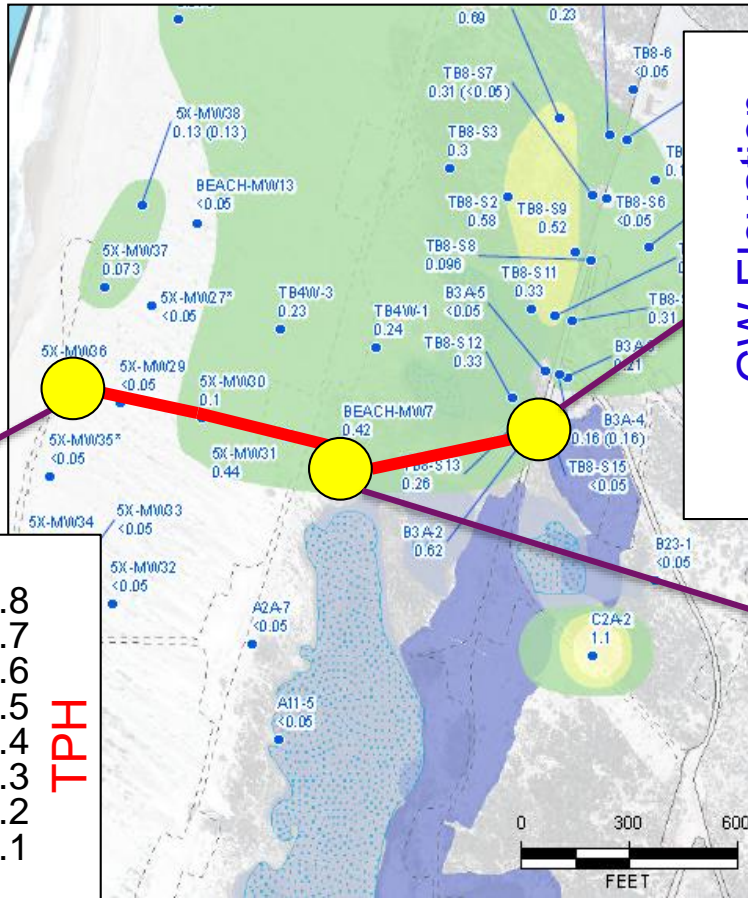 0.69
0.23
TB8-6
<0.05
TB8-S7
0.31 (<0.05)
5X-MW38
0.13 (0.13)
TB8-S3
0.3
BEACH-MW13
<0.05
TB8-S2
0.58
TB8-S9
0.52
TB8-S6
<0.05
TB8-S8
0.096
5X-MW37
0.073
TB8-S11
0.33
5X-MW27*
<0.05
TB4W-3
0.23
TB4W-1
0.24
B3A-5
<0.05
TB8-
0.31
TB8-S12
0.33
5X-MW36
5X-MW29
<0.05
5X-MW30
0.1
0.21
BEACH-MW7
0.42
B3A-4
0.16 (0.16)
5X-MW35*
<0.05
5X-MW31
0.44
TB8-S13
0.26
TB8-S15
<0.05
5X-MW34
5X-MW33
<0.05
B3A-2
0.62
B23-1
<0.05
5X-MW32
<0.05
A2A-7
<0.05
C2A-2
1.1
A11-5
<0.05
.8
.7
.6
.5
.4
.3
.2
.1
TPH
GW Elevation
0 300 600
FEET